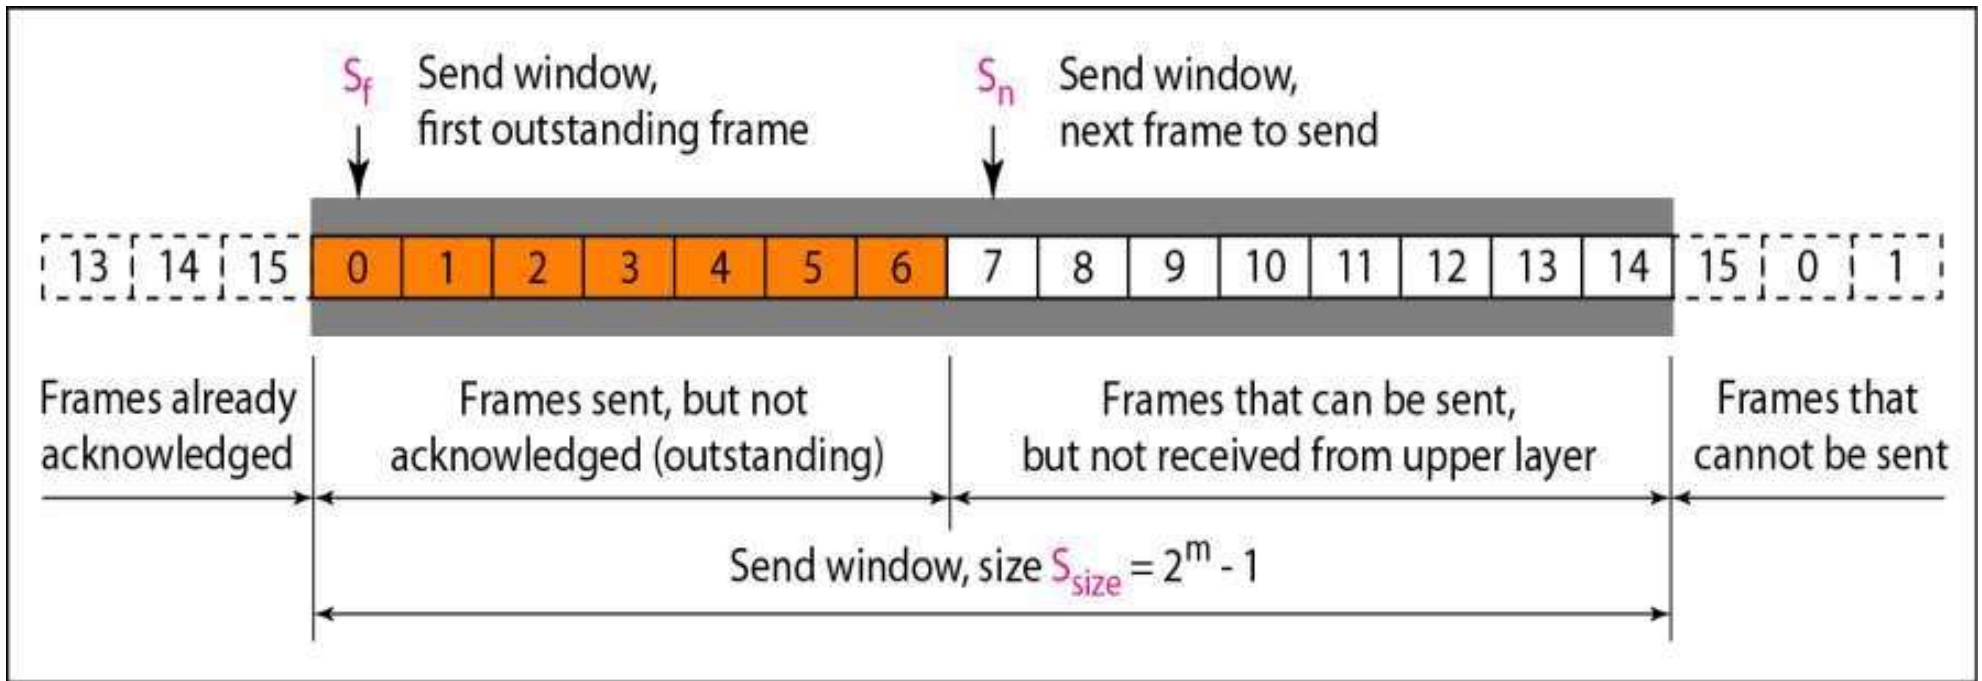 Sf Send window,
first outstanding frame
Sn Send window,
next frame to send
13 14 15 0 1 2 3 4 5 6 7 8 9 10 11 12 13 14 15 0 1
Frames already
acknowledged
Frames sent, but not
acknowledged (outstanding)
Frames that can be sent,
but not received from upper layer
Frames that
cannot be sent
Send window, size Ssize = 2^m - 1